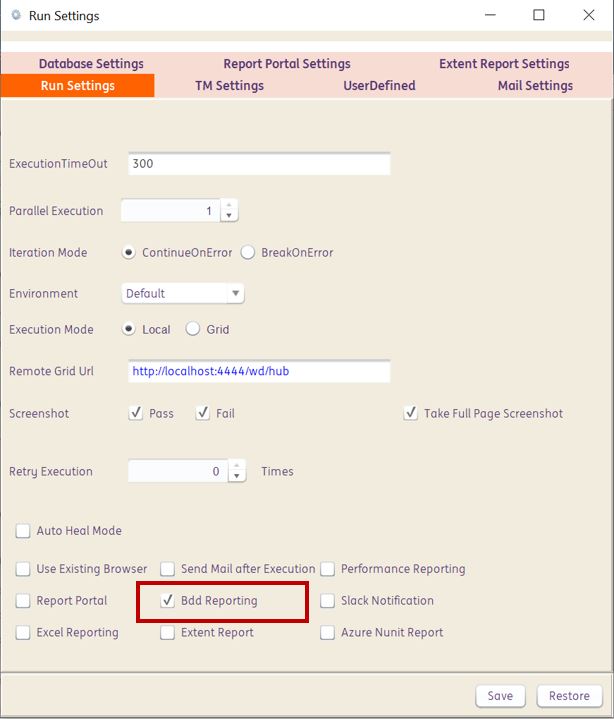 Run Settings
Database Settings Report Portal Settings Extent Report Settings
Run Settings TM Settings UserDefined Mail Settings
ExecutionTimeOut 300
Parallel Execution 1
Iteration Mode ContinueOnError BreakOnError
Environment Default
Execution Mode Local Grid
Remote Grid Url http://localhost:4444/wd/hub
Screenshot Pass Fail Take Full Page Screenshot
Retry Execution 0 Times
Auto Heal Mode
Use Existing Browser Send Mail after Execution Performance Reporting
Report Portal Bdd Reporting Slack Notification
Excel Reporting Extent Report Azure Nunit Report
Save Restore